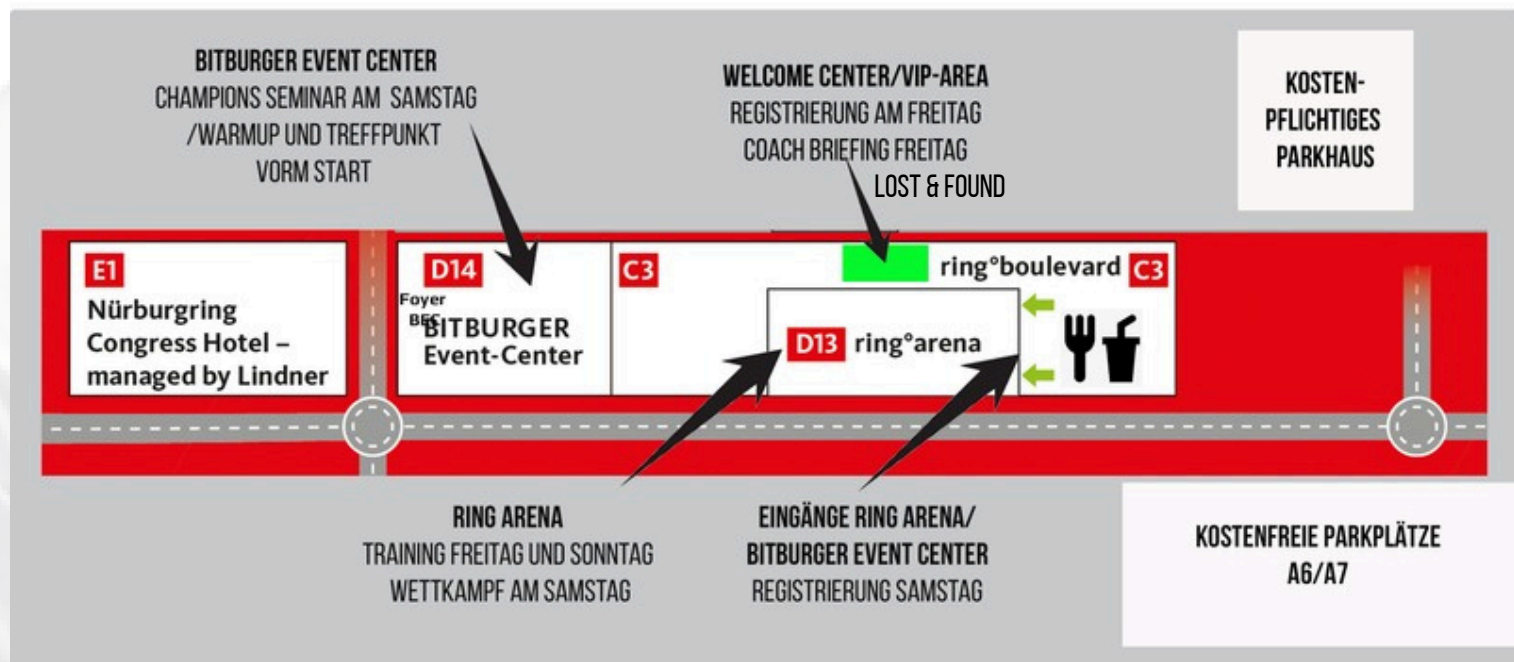 BITBURGER EVENT CENTER
CHAMPIONS SEMINAR AM SAMSTAG
/WARMUP UND TREFFPUNKT
VORM START
WELCOME CENTER/VIP-AREA
REGISTRIERUNG AM FREITAG
COACH BRIEFING FREITAG
LOST & FOUND
KOSTEN-
PFLICHTIGES
PARKHAUS
E1
Nürburgring
Congress Hotel –
managed by Lindner
D14
Foyer
BEC
BITBURGER
Event-Center
C3
ring°boulevard C3
D13 ring°arena
RING ARENA
TRAINING FREITAG UND SONNTAG
WETTKAMPF AM SAMSTAG
EINGÄNGE RING ARENA/
BITBURGER EVENT CENTER
REGISTRIERUNG SAMSTAG
KOSTENFREIE PARKPLÄTZE
A6/A7